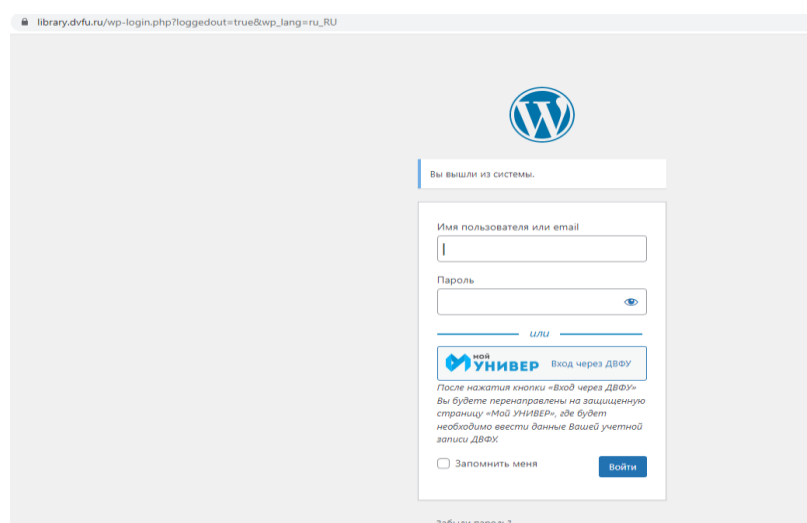 library.dvfu.ru/wp-login.php?loggedout=true&wp_lang=ru_RU
Вы вышли из системы.
Имя пользователя или email
Пароль
или
мой
УНИВЕР Вход через ДВФУ
После нажатия кнопки «Вход через ДВФУ»
Вы будете перенаправлены на защищенную
страницу «Мой УНИВЕР», где будет
необходимо ввести данные Вашей учетной
записи ДВФУ.
Запомнить меня
Войти
Забыли пароль?